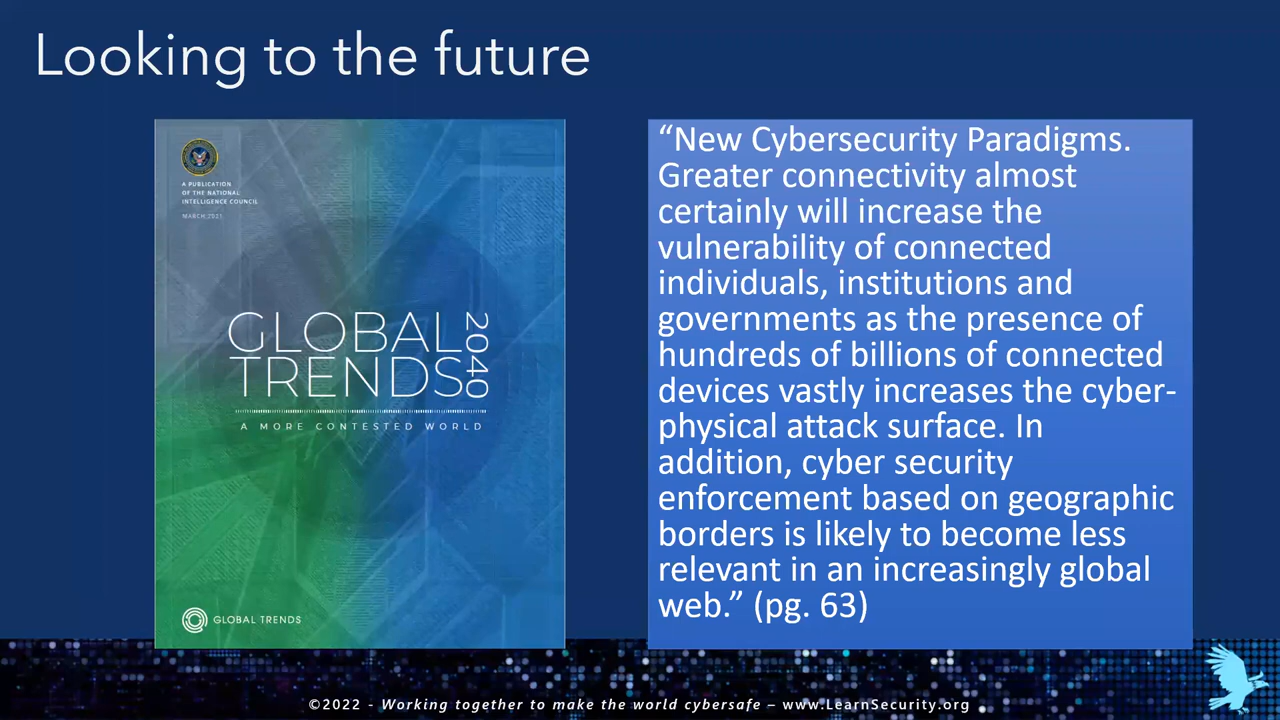 Looking to the future
A PUBLICATION
OF THE NATIONAL
INTELLIGENCE COUNCIL
MARCH 2021
GLOBAL
TRENDS
2040
A MORE CONTESTED WORLD
GLOBAL TRENDS
“New Cybersecurity Paradigms.
Greater connectivity almost
certainly will increase the
vulnerability of connected
individuals, institutions and
governments as the presence of
hundreds of billions of connected
devices vastly increases the cyber-
physical attack surface. In
addition, cyber security
enforcement based on geographic
borders is likely to become less
relevant in an increasingly global
web.” (pg. 63)
©2022 - Working together to make the world cybersafe – www.LearnSecurity.org